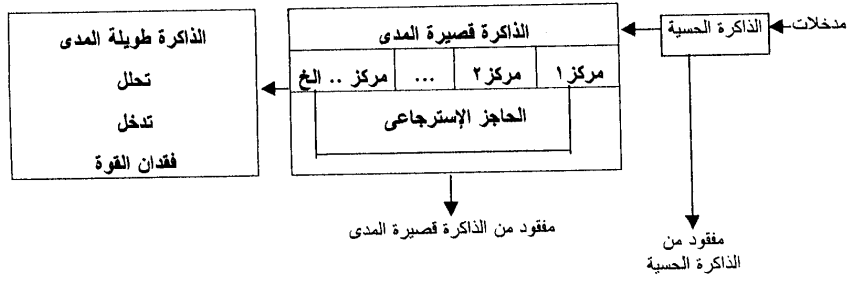 مدخلات
الذاكرة الحسية
الذاكرة قصيرة المدى
مركز ١
مركز ٢
...
مركز .. الخ
الحاجز الإسترجاعى
الذاكرة طويلة المدى
تحلل
تدخل
فقدان القوة
مفقود من الذاكرة قصيرة المدى
مفقود من
الذاكرة الحسية